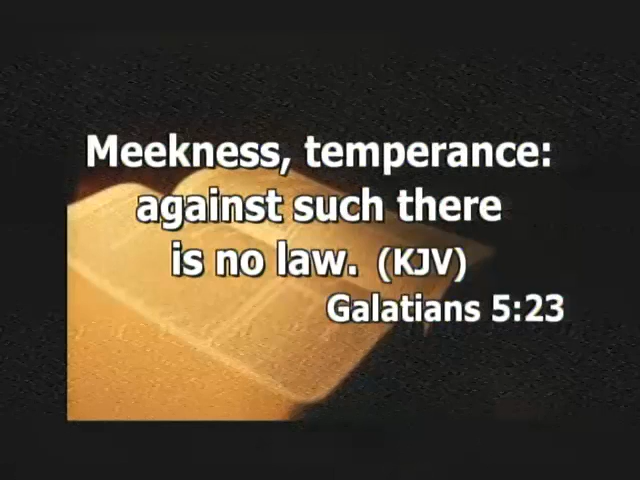 Meekness, temperance:
against such there
is no law. (KJV)
Galatians 5:23